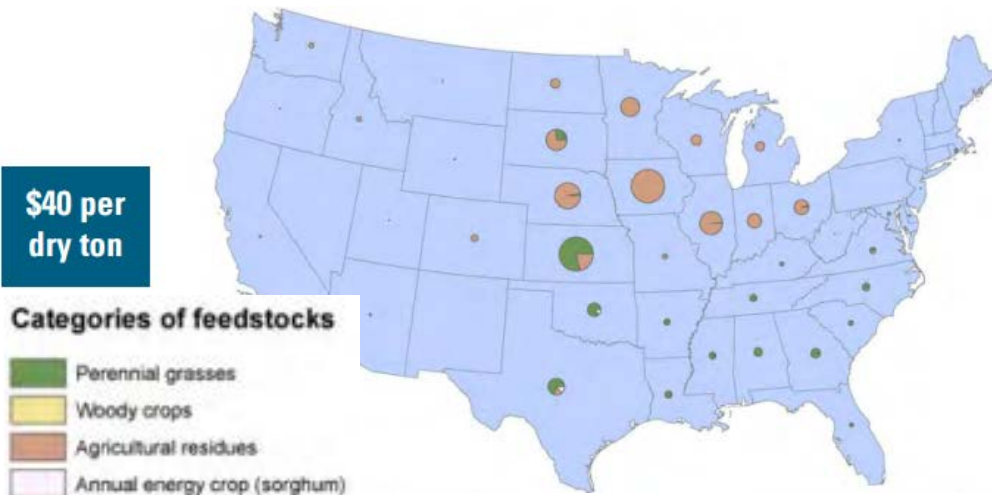 $40 per
dry ton
Categories of feedstocks
Perennial grasses
Woody crops
Agricultural residues
Annual energy crop (sorghum)